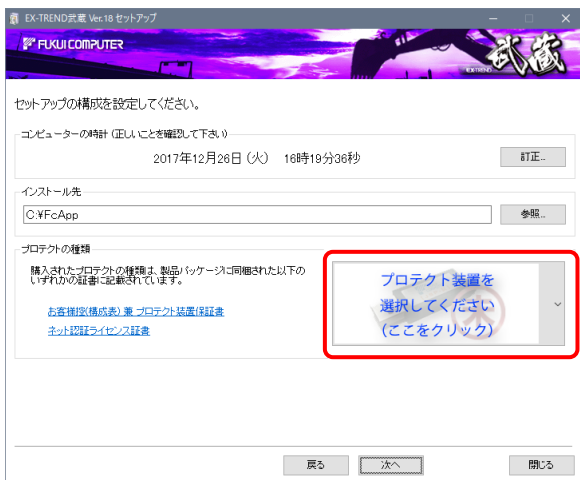 EX-TREND武蔵 Ver.18 セットアップ
FUKUI COMPUTER
EX-TREND
武蔵
セットアップの構成を設定してください。
コンピューターの時計 (正しいことを確認して下さい)
2017年12月26日 (火) 16時19分36秒
訂正...
インストール先
C:¥FcApp
参照...
プロテクトの種類
購入されたプロテクトの種類は、製品パッケージに同梱された以下の
いずれかの証書に記載されています。
お客様控(構成表) 兼 プロテクト装置保証書
ネット認証ライセンス証書
プロテクト装置を
選択してください
(ここをクリック)
戻る
次へ
閉じる